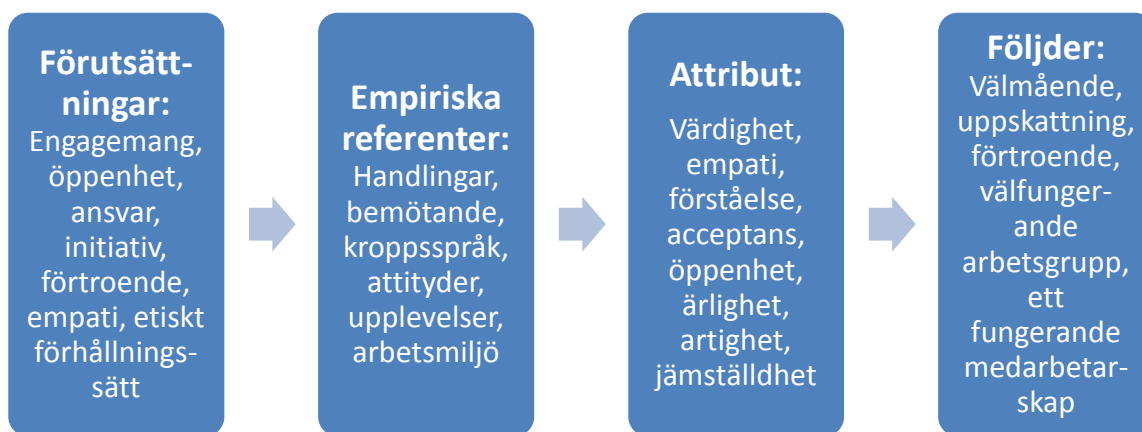 Förutsätt-
ningar:
Engagemang,
öppenhet,
ansvar,
initiativ,
förtroende,
empati, etiskt
förhållnings-
sätt
Empiriska
referenter:
Handlingar,
bemötande,
kroppsspråk,
attityder,
upplevelser,
arbetsmiljö
Attribut:
Värdighet,
empati,
förståelse,
acceptans,
öppenhet,
ärlighet,
artighet,
jämställdhet
Följder:
Välmående,
uppskattning,
förtroende,
välfunger-
ande
arbetsgrupp,
ett
fungerande
medarbetar-
skap